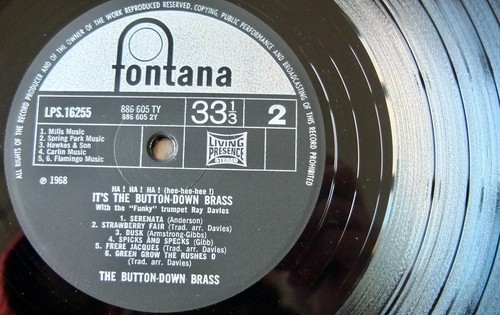 ALL RIGHTS OF THE RECORD PRODUCER AND OF THE OWNER OF THE WORK REPRODUCED RESERVED. COPYING, PUBLIC PERFORMANCE AND BROADCASTING OF THIS RECORD PROHIBITED
fontana
LPS.16255
886 605 TY
886 605 2Y
33 1/3
2
1. Mills Music
2. Spring Park Music
3. Hawkes & Son
4. Carlin Music
5, 6. Flamingo Music
LIVING
PRESENCE
STEREO
℗ 1968
HA! HA! HA! (hee-hee-hee!)
IT'S THE BUTTON-DOWN BRASS
With the "Funky" trumpet Ray Davies
1. SERENATA (Anderson)
2. STRAWBERRY FAIR (Trad. arr. Davies)
3. DUSK (Armstrong-Gibbs)
4. SPICKS AND SPECKS (Gibb)
5. FRERE JACQUES (Trad. arr. Davies)
6. GREEN GROW THE RUSHES O
(Trad. arr. Davies)
THE BUTTON-DOWN BRASS